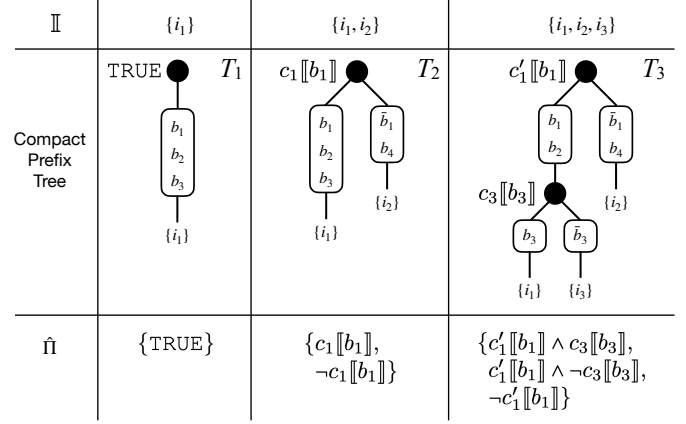 𝕀 {i₁} {i₁, i₂} {i₁, i₂, i₃}
TRUE T₁ c₁⟦b₁⟧ T₂ c′₁⟦b₁⟧ T₃
Compact
Prefix
Tree
b₁
b₂
b₃
{i₁}
b₁
b₂
b₃
{i₁}
b̄₁
b₄
{i₂}
b₁
b₂
b̄₁
b₄
{i₂}
c₃⟦b₃⟧
b₃ b̄₃
{i₁} {i₃}
Π̂ {TRUE} {c₁⟦b₁⟧,
¬c₁⟦b₁⟧}
{c′₁⟦b₁⟧ ∧ c₃⟦b₃⟧,
c′₁⟦b₁⟧ ∧ ¬c₃⟦b₃⟧,
¬c′₁⟦b₁⟧}